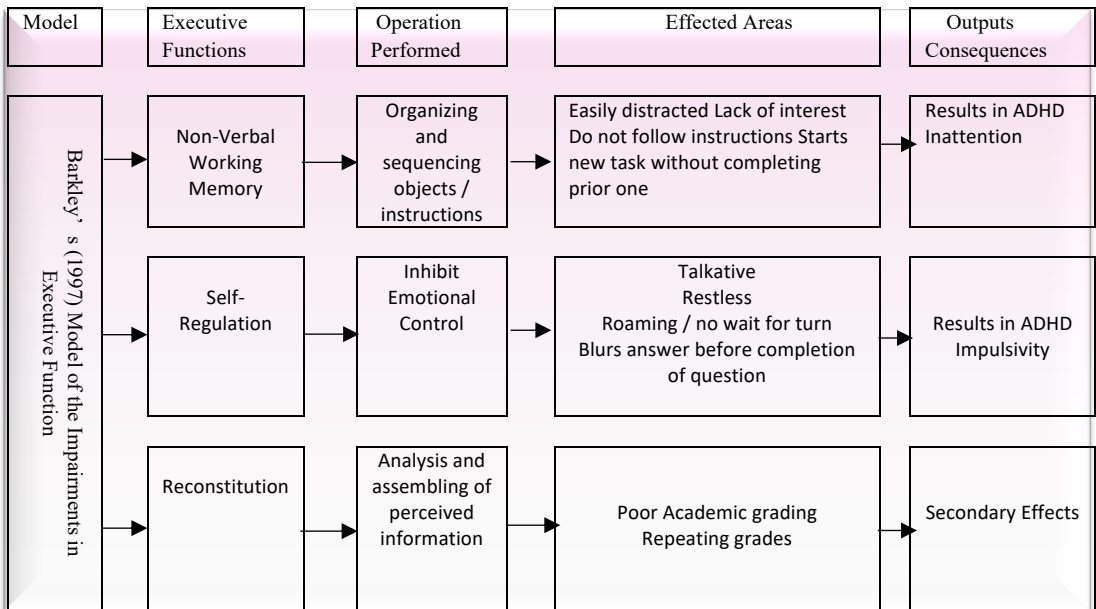 Model
Executive
Functions
Operation
Performed
Effected Areas
Outputs
Consequences
Barkley’ s (1997) Model of the Impairments in
Executive Function
Non-Verbal
Working
Memory
Organizing
and
sequencing
objects /
instructions
Easily distracted Lack of interest
Do not follow instructions Starts
new task without completing
prior one
Results in ADHD
Inattention
Self-
Regulation
Inhibit
Emotional
Control
Talkative
Restless
Roaming / no wait for turn
Blurs answer before completion
of question
Results in ADHD
Impulsivity
Reconstitution
Analysis and
assembling of
perceived
information
Poor Academic grading
Repeating grades
Secondary Effects